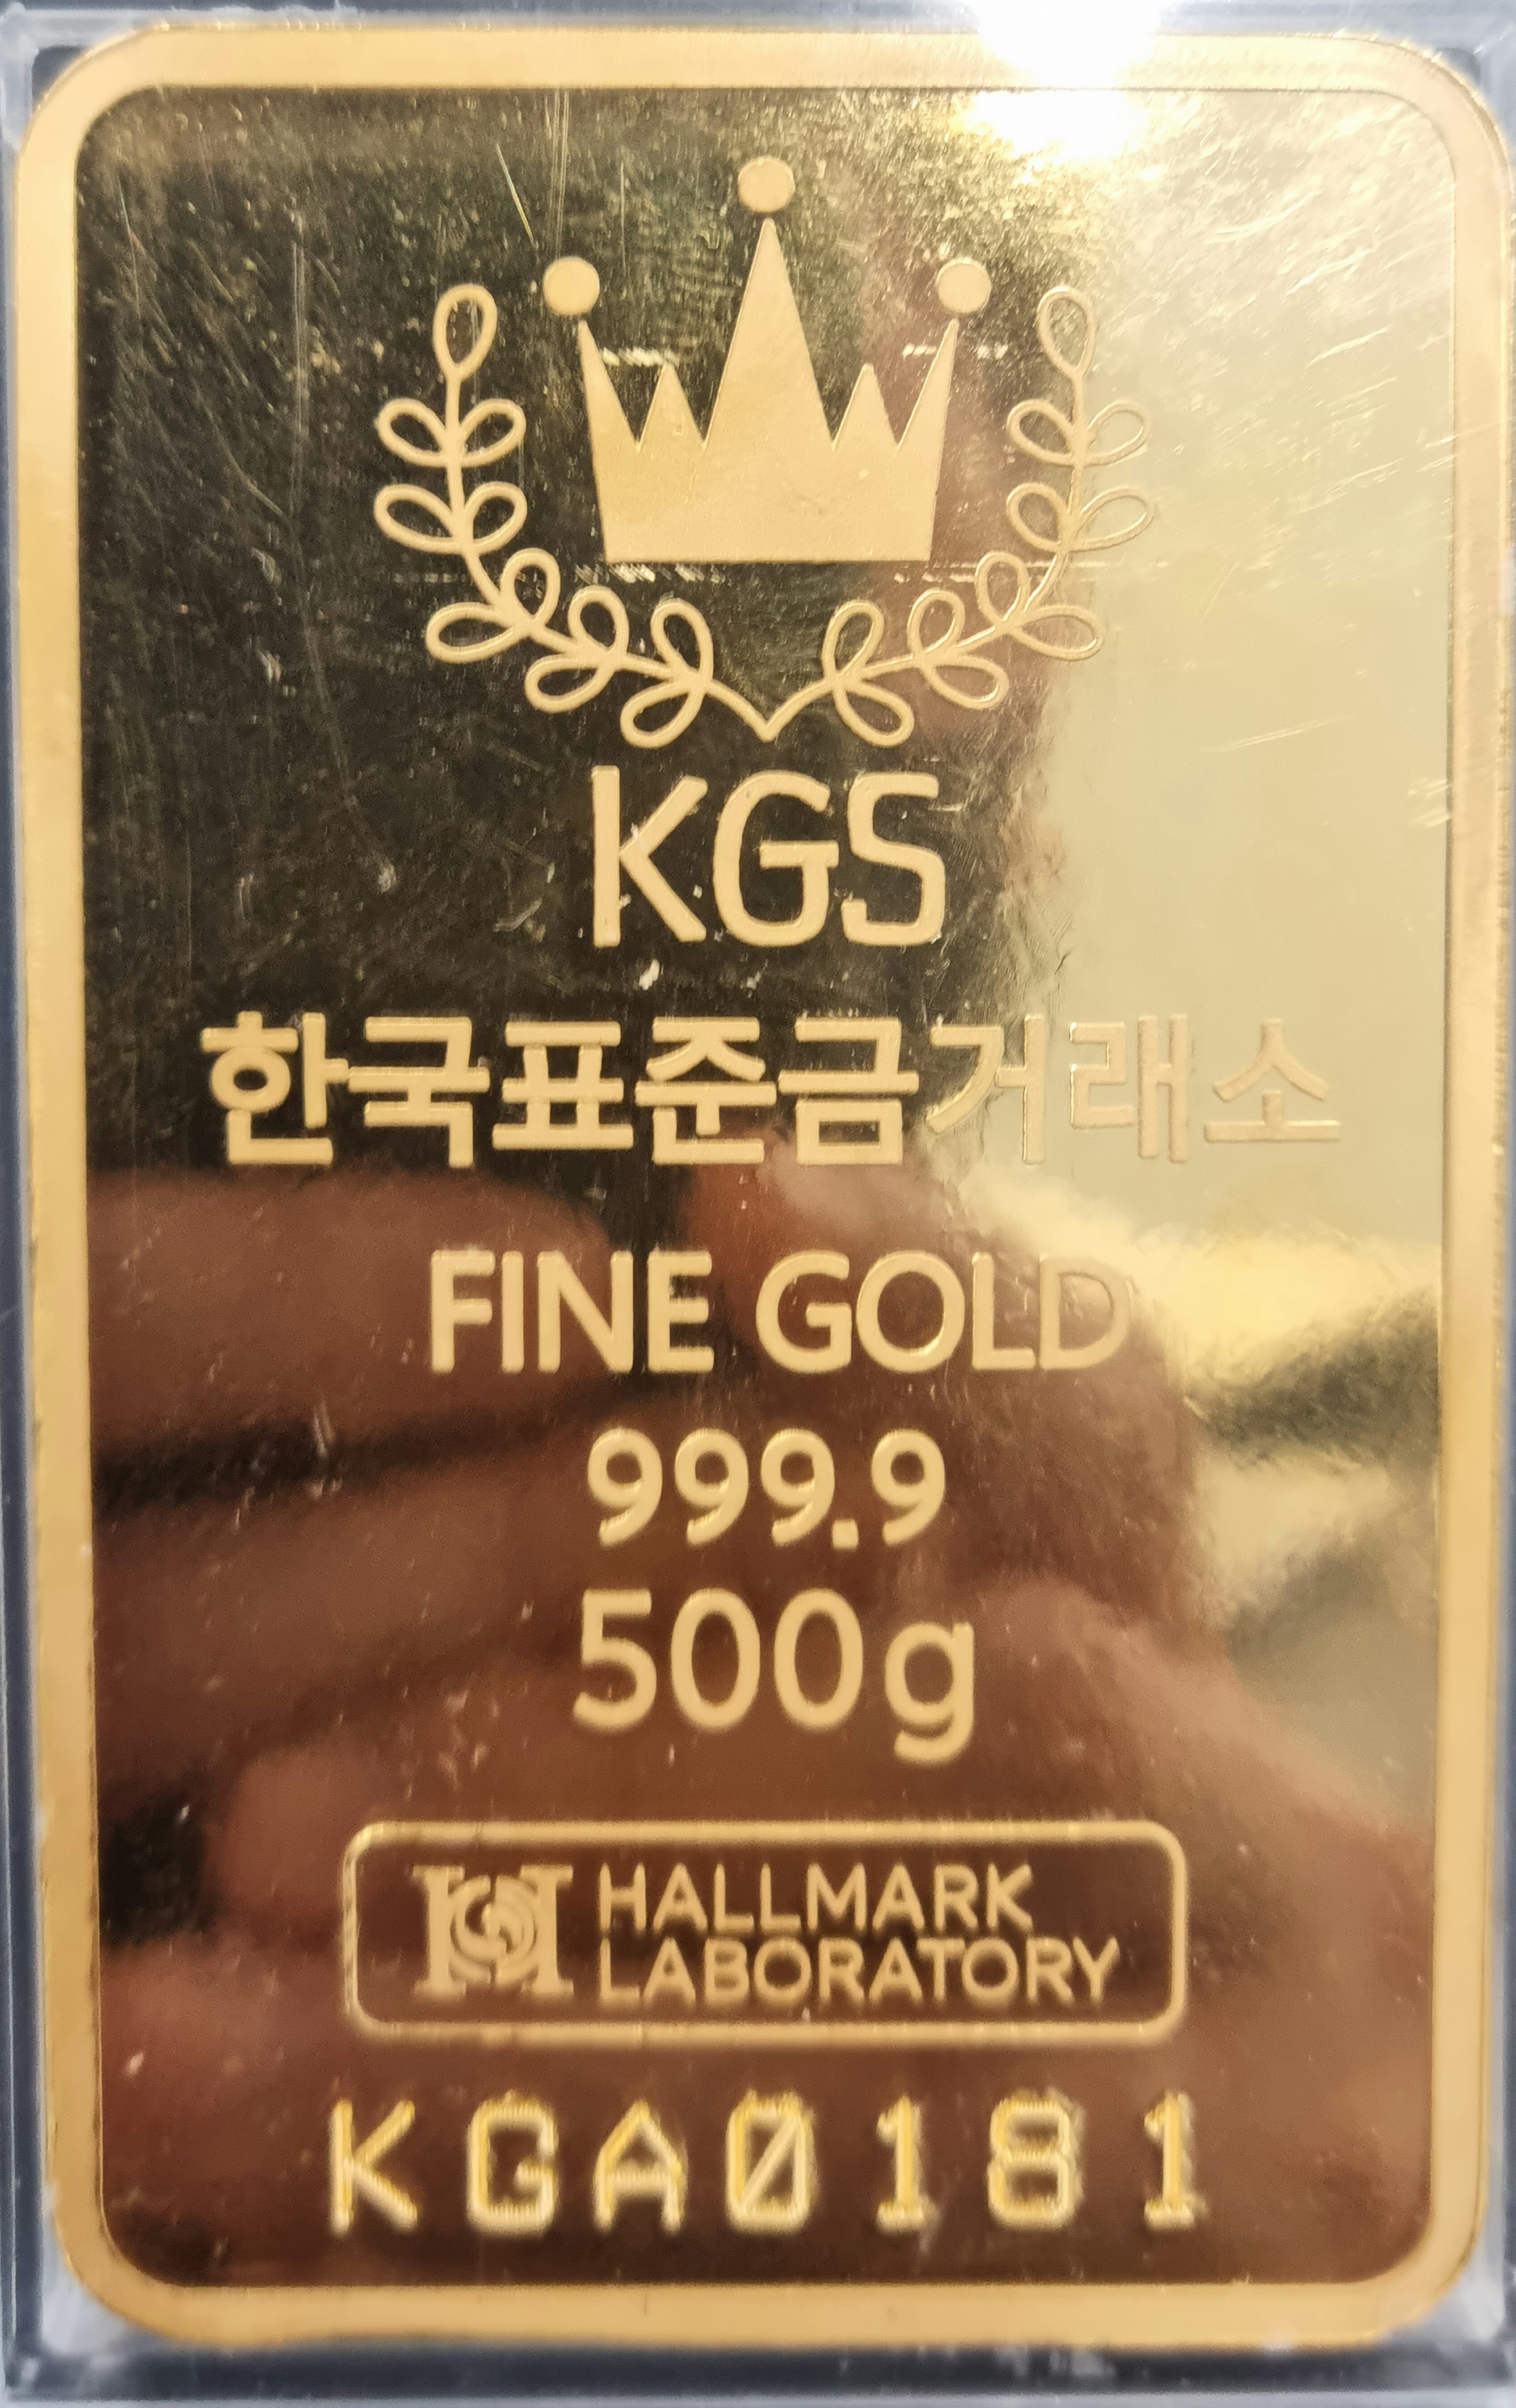 KGS
한국표준금거래소
FINE GOLD
999.9
500g
HALLMARK
LABORATORY
KGA0181